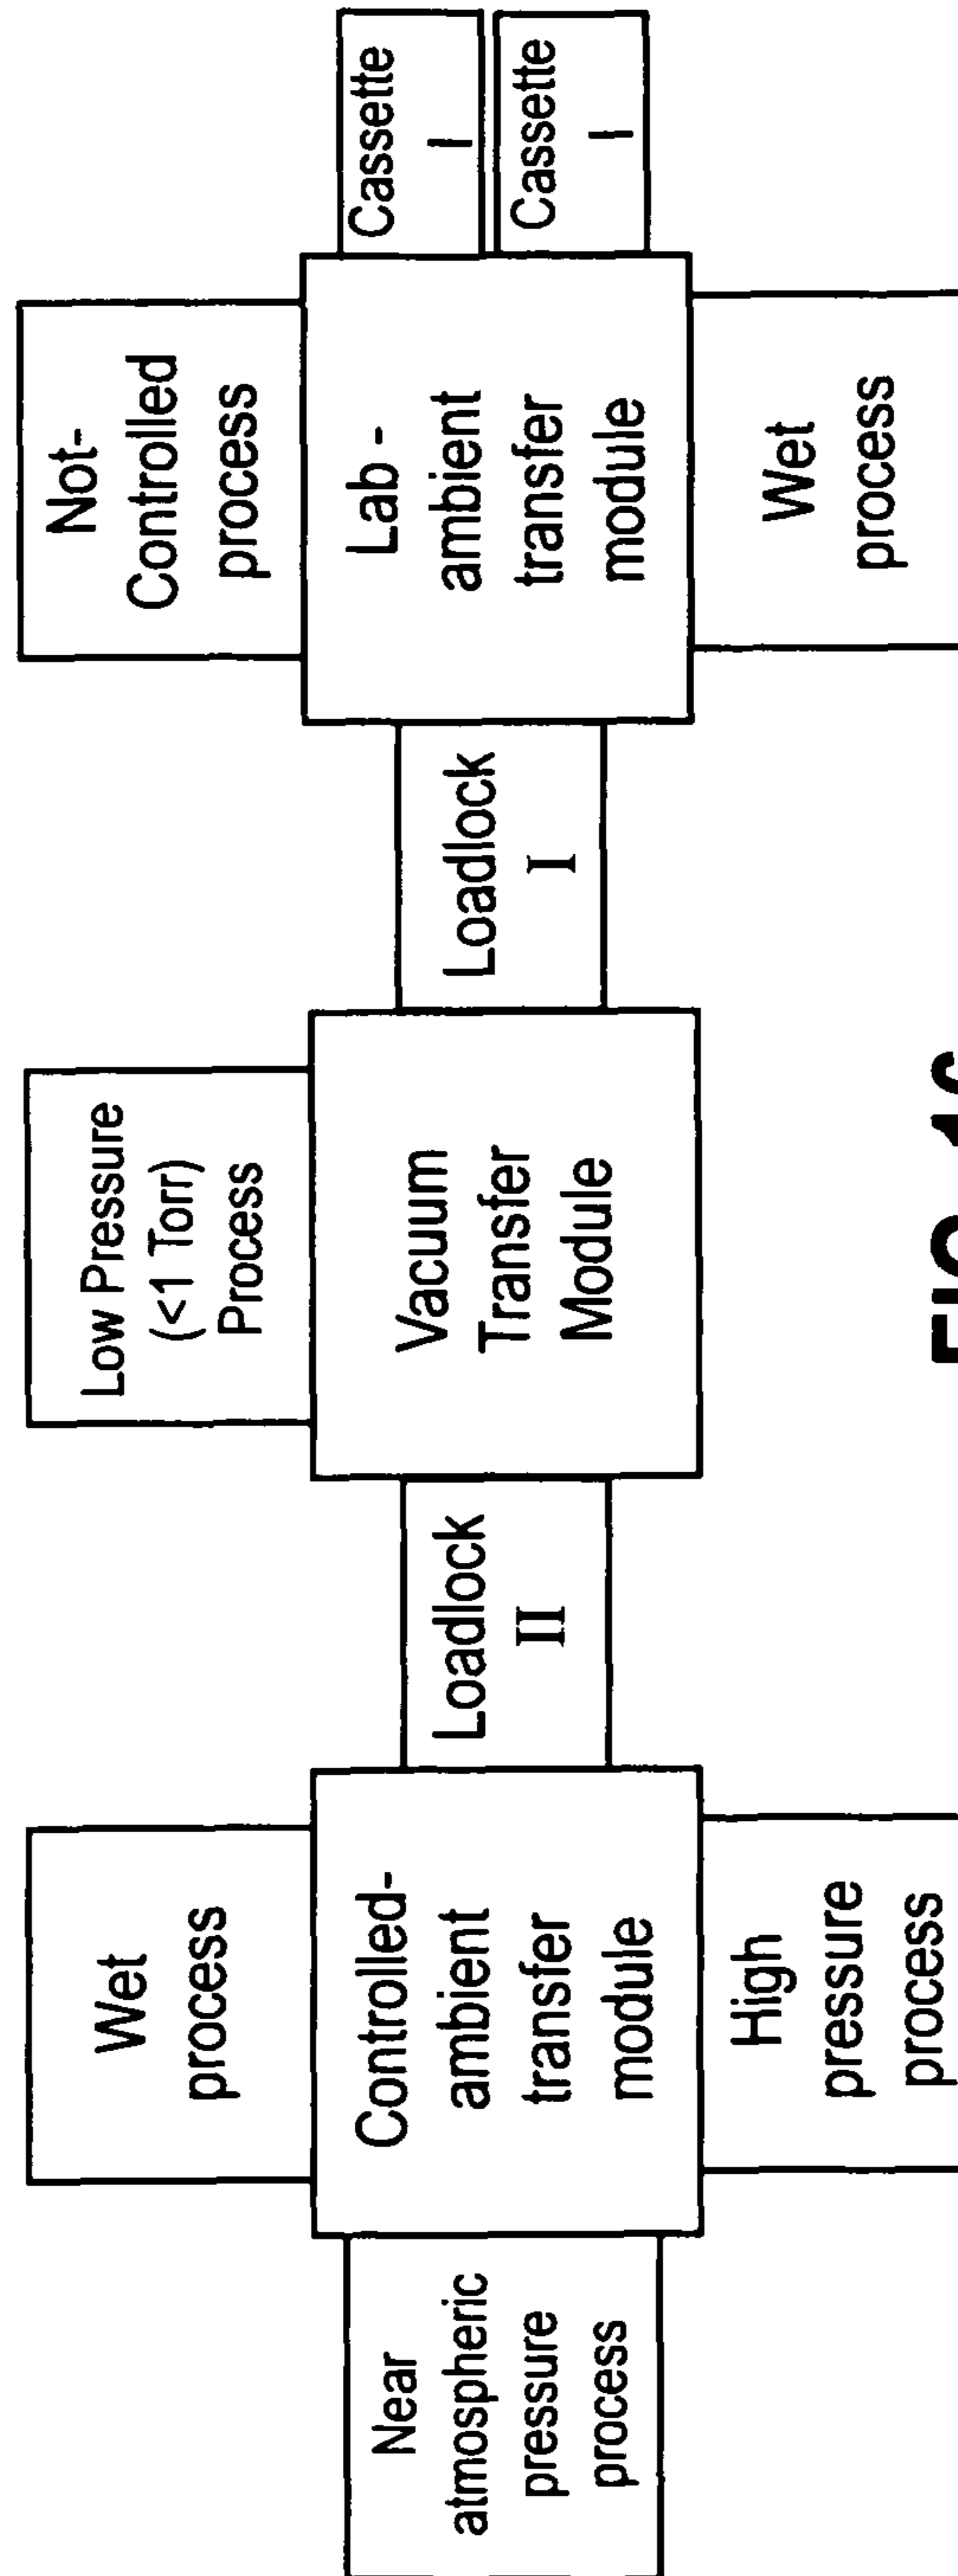 Wet
process
Low Pressure
(<1 Torr)
Process
Not-
Controlled
process
Near
atmospheric
pressure
process
Controlled-
ambient
transfer
module
Loadlock
II
Vacuum
Transfer
Module
Loadlock
I
Lab -
ambient
transfer
module
Cassette
I
Cassette
I
High
pressure
process
Wet
process
FIG.